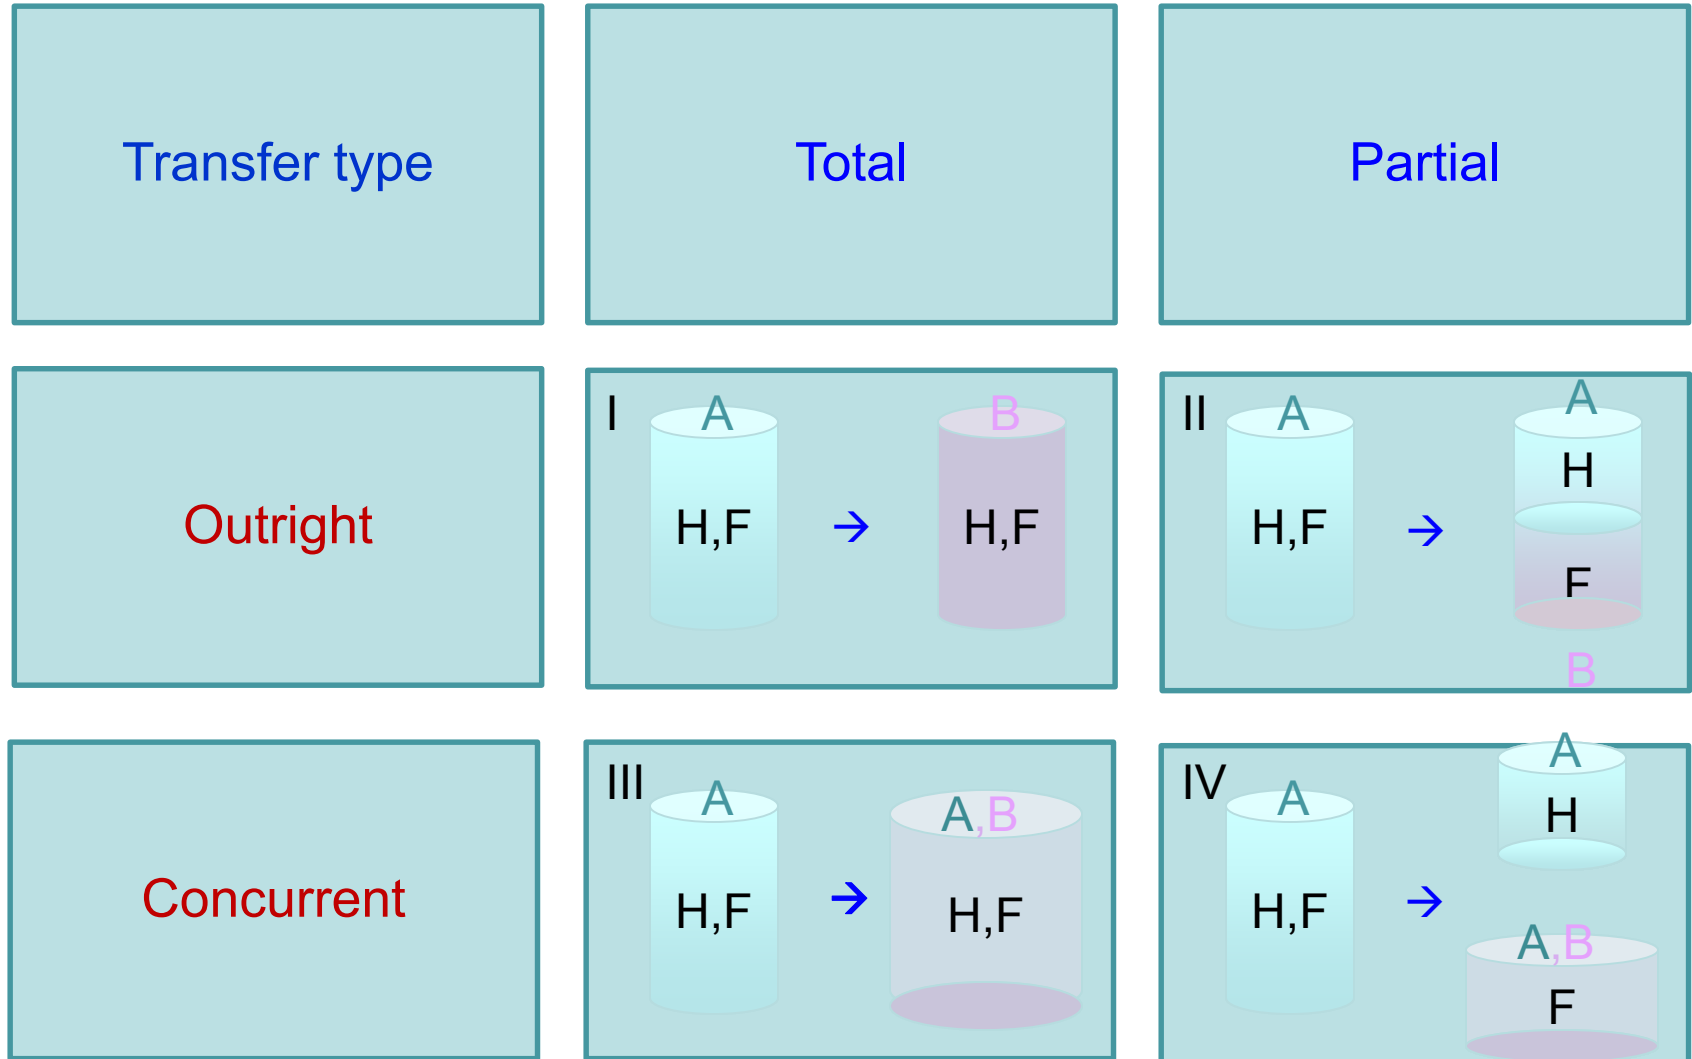 Transfer type
Total
Partial
Outright
I
A
H,F
→
B
H,F
II
A
H,F
→
A
H
F
B
Concurrent
III
A
H,F
→
A,B
H,F
IV
A
H,F
→
A
H
A,B
F